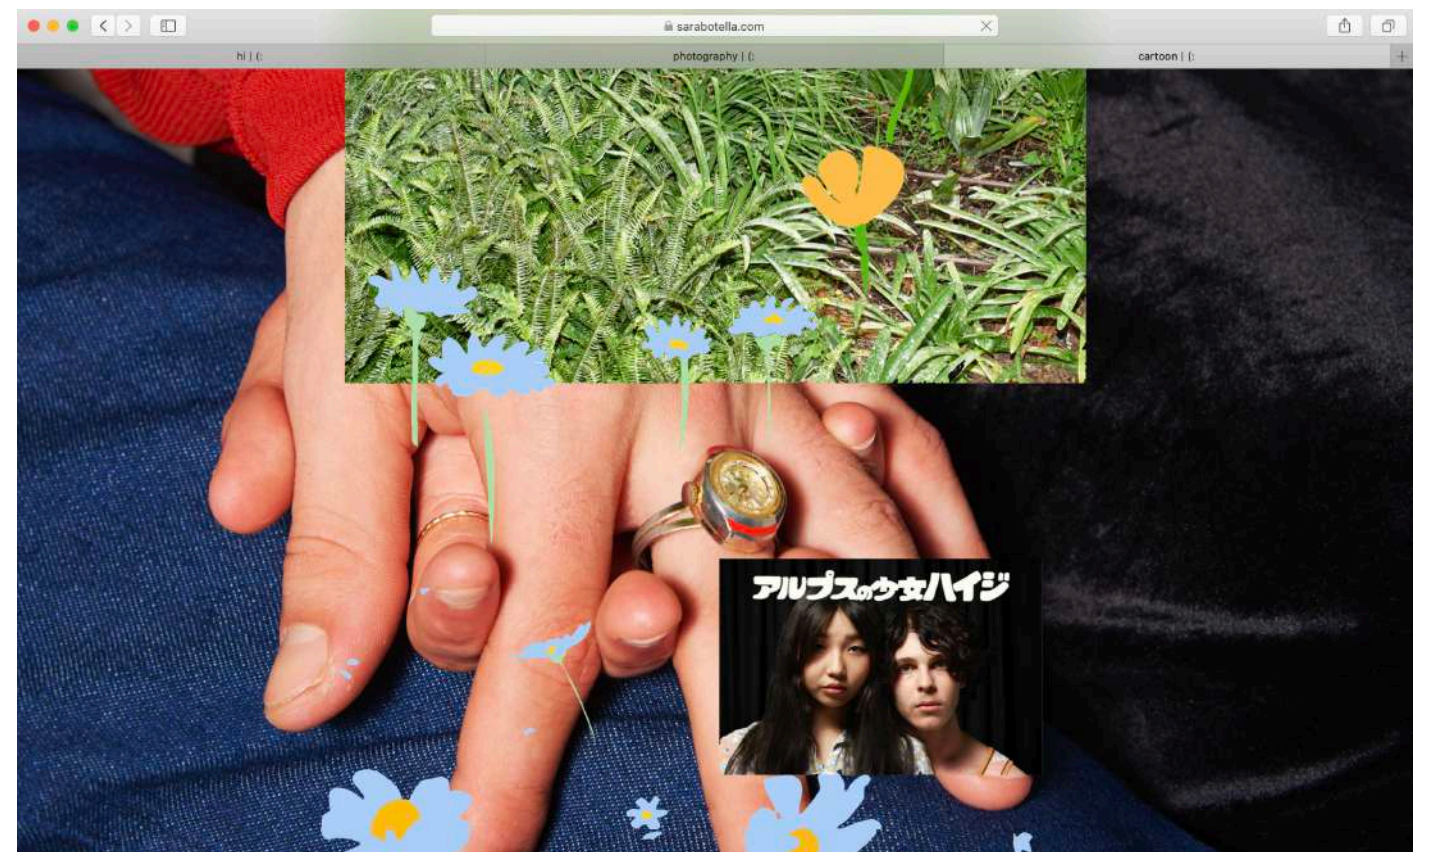 sarabotella.com
hi | (:
photography | (:
cartoon | (:
アルプスの少女ハイジ